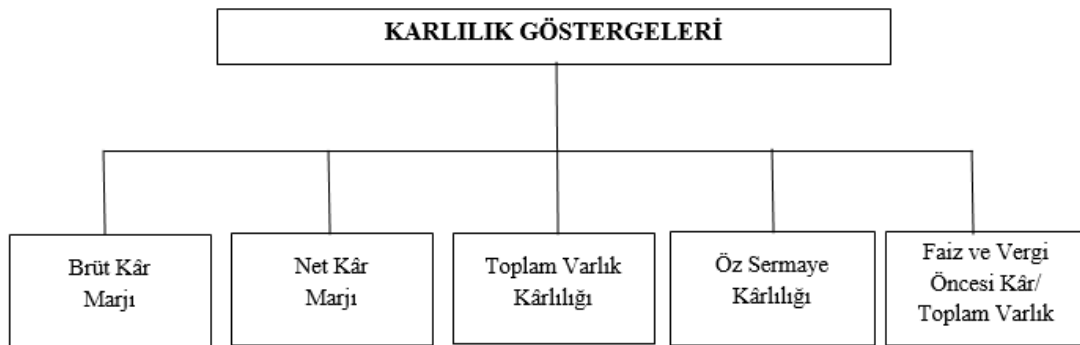 KARLILIK GÖSTERGELERİ
Brüt Kâr
Marjı
Net Kâr
Marjı
Toplam Varlık
Kârlılığı
Öz Sermaye
Kârlılığı
Faiz ve Vergi
Öncesi Kâr/
Toplam Varlık